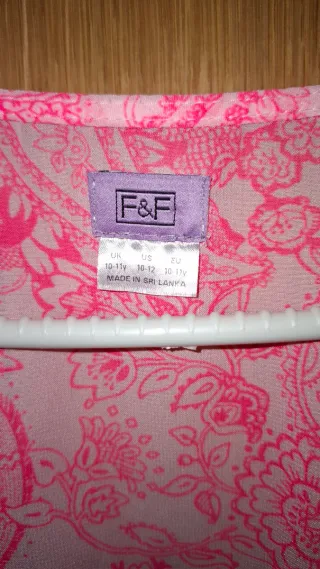 F&F
UK US EU
10-11y 10-12 10-11y
MADE IN SRI LANKA